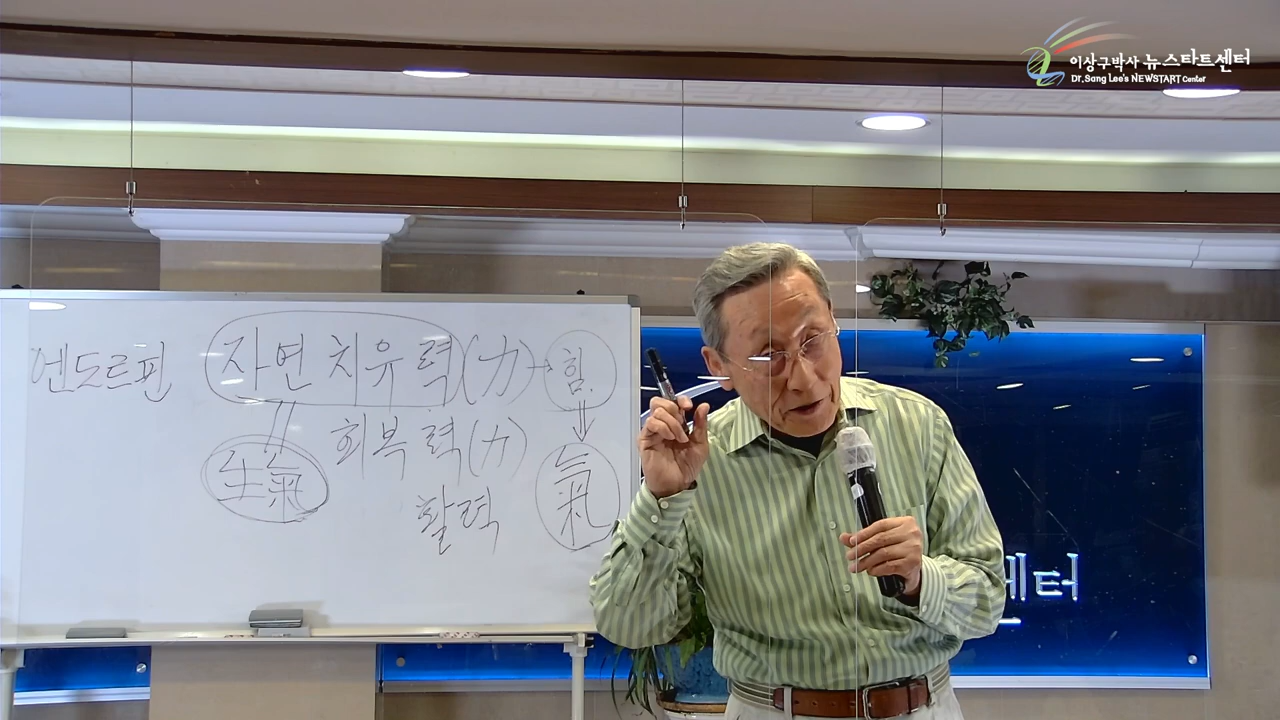 이상구박사 뉴스타트센터
Dr. Sang Lee's NEWSTART Center
엔도르핀 자연치유력(力)→힘.
生氣 회복력(力) 氣
활력
센터